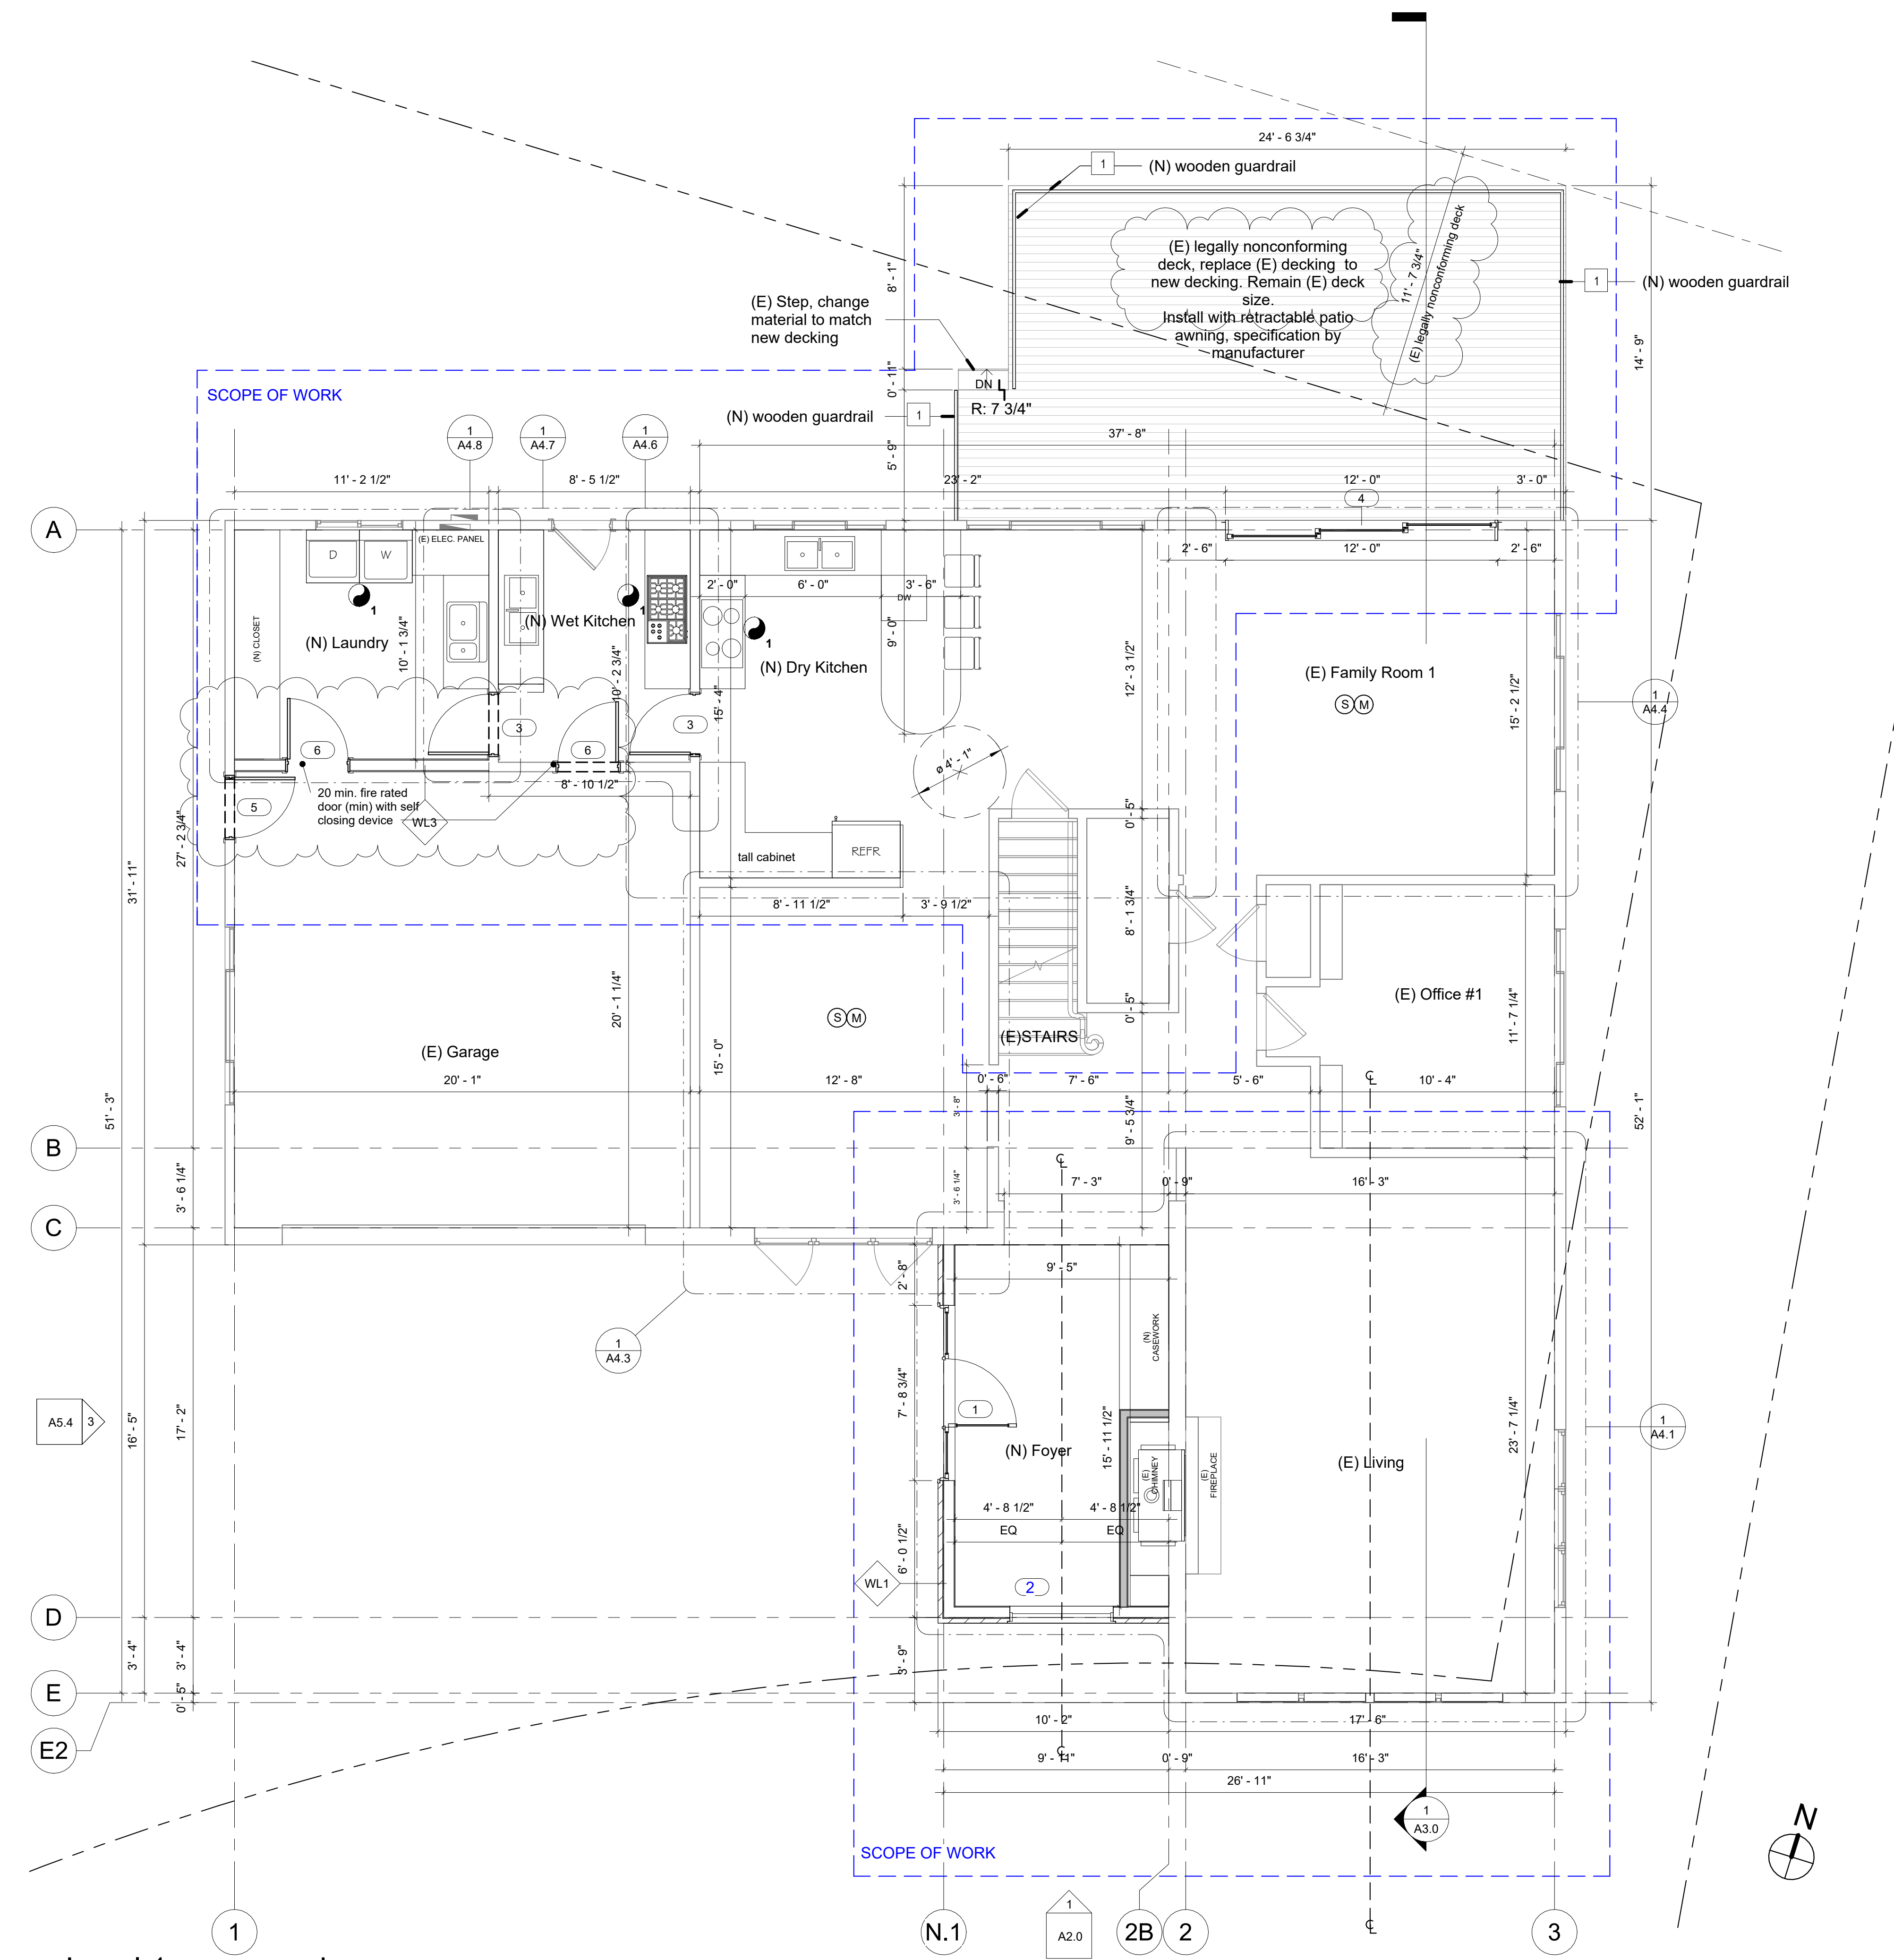 24' - 6 3/4"
1
(N) wooden guardrail
8' - 1"
(E) legally nonconforming
deck, replace (E) decking to
new decking. Remain (E) deck
size.
Install with retractable patio
awning, specification by
manufacturer
11' - 7 3/4"
(E) legally nonconforming deck
1
(N) wooden guardrail
(E) Step, change
material to match
new decking
14' - 9"
0' - 11"
SCOPE OF WORK
DN
R: 7 3/4"
(N) wooden guardrail
1
1
A4.8
1
A4.7
1
A4.6
37' - 8"
5' - 9"
11' - 2 1/2"
8' - 5 1/2"
23' - 2"
12' - 0"
3' - 0"
4
A
(E) ELEC. PANEL
2' - 6"
12' - 0"
2' - 6"
D
W
2' - 0"
6' - 0"
3' - 6"
DW
1
1
1
(N) CLOSET
(N) Laundry
10' - 1 3/4"
(N) Wet Kitchen
10' - 2 3/4"
(N) Dry Kitchen
9' - 0"
12' - 3 1/2"
(E) Family Room 1
S
M
15' - 4"
15' - 2 1/2"
1
A4.4
3
3
6
6
ø 4' - 1"
8' - 10 1/2"
20 min. fire rated
door (min) with self
closing device
WL3
5
27' - 2 3/4"
31' - 11"
0' - 5"
tall cabinet
REFR
8' - 11 1/2"
3' - 9 1/2"
8' - 1 3/4"
20' - 1 1/4"
S
M
(E) Office #1
11' - 7 1/4"
0' - 5"
(E)STAIRS
(E) Garage
15' - 0"
20' - 1"
12' - 8"
0' - 6"
7' - 6"
5' - 6"
10' - 4"
51' - 3"
52' - 1"
3' - 8"
9' - 5 3/4"
B
3' - 6 1/4"
3' - 6 1/4"
7' - 3"
0' - 9"
16' - 3"
C
2' - 8"
9' - 5"
(N)
CASEWORK
1
A4.3
7' - 8 3/4"
1
A5.4
3
16' - 5"
17' - 2"
(N) Foyer
15' - 11 1/2"
(E)
CHIMNEY
(E)
FIREPLACE
(E) Living
23' - 7 1/4"
1
A4.1
4' - 8 1/2"
4' - 8 1/2"
EQ
EQ
6' - 0 1/2"
WL1
2
D
3' - 4"
3' - 4"
3' - 9"
E
0' - 5"
E2
10' - 2"
17' - 6"
9' - 11"
0' - 9"
16' - 3"
26' - 11"
1
A3.0
N
SCOPE OF WORK
1
N.1
1
A2.0
2B
2
3